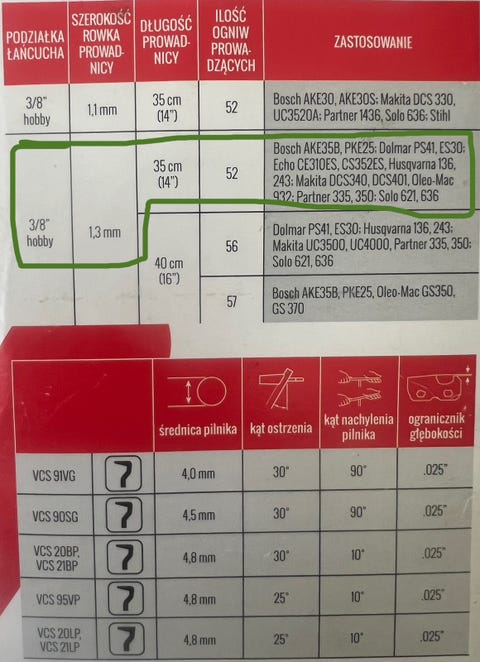 PODZIAŁKA ŁAŃCUCHA
SZEROKOŚĆ ROWKA PROWADNICY
DŁUGOŚĆ PROWADNICY
ILOŚĆ OGNIW PROWADZĄCYCH
ZASTOSOWANIE
3/8" hobby
1,1 mm
35 cm (14")
52
Bosch AKE30, AKE30S; Makita DCS 330,
UC3520A; Partner 1436, Solo 636; Stihl
3/8" hobby
1,3 mm
35 cm (14")
52
Bosch AKE35B, PKE25; Dolmar PS41, ES30;
Echo CE310ES, CS352ES, Husqvarna 136,
243; Makita DCS340, DCS401, Oleo-Mac
932; Partner 335, 350; Solo 621, 636
40 cm (16")
56
Dolmar PS41, ES30; Husqvarna 136, 243;
Makita UC3500, UC4000, Partner 335, 350;
Solo 621, 636
57
Bosch AKE35B, PKE25, Oleo-Mac GS350,
GS 370
średnica pilnika
kąt ostrzenia
kąt nachylenia pilnika
ogranicznik głębokości
VCS 91VG
7
4,0 mm
30°
90°
.025"
VCS 90SG
7
4,5 mm
30°
90°
.025"
VCS 20BP,
VCS 21BP
7
4,8 mm
30°
10°
.025"
VCS 95VP
7
4,8 mm
25°
10°
.025"
VCS 20LP,
VCS 21LP
7
4,8 mm
25°
10°
.025"